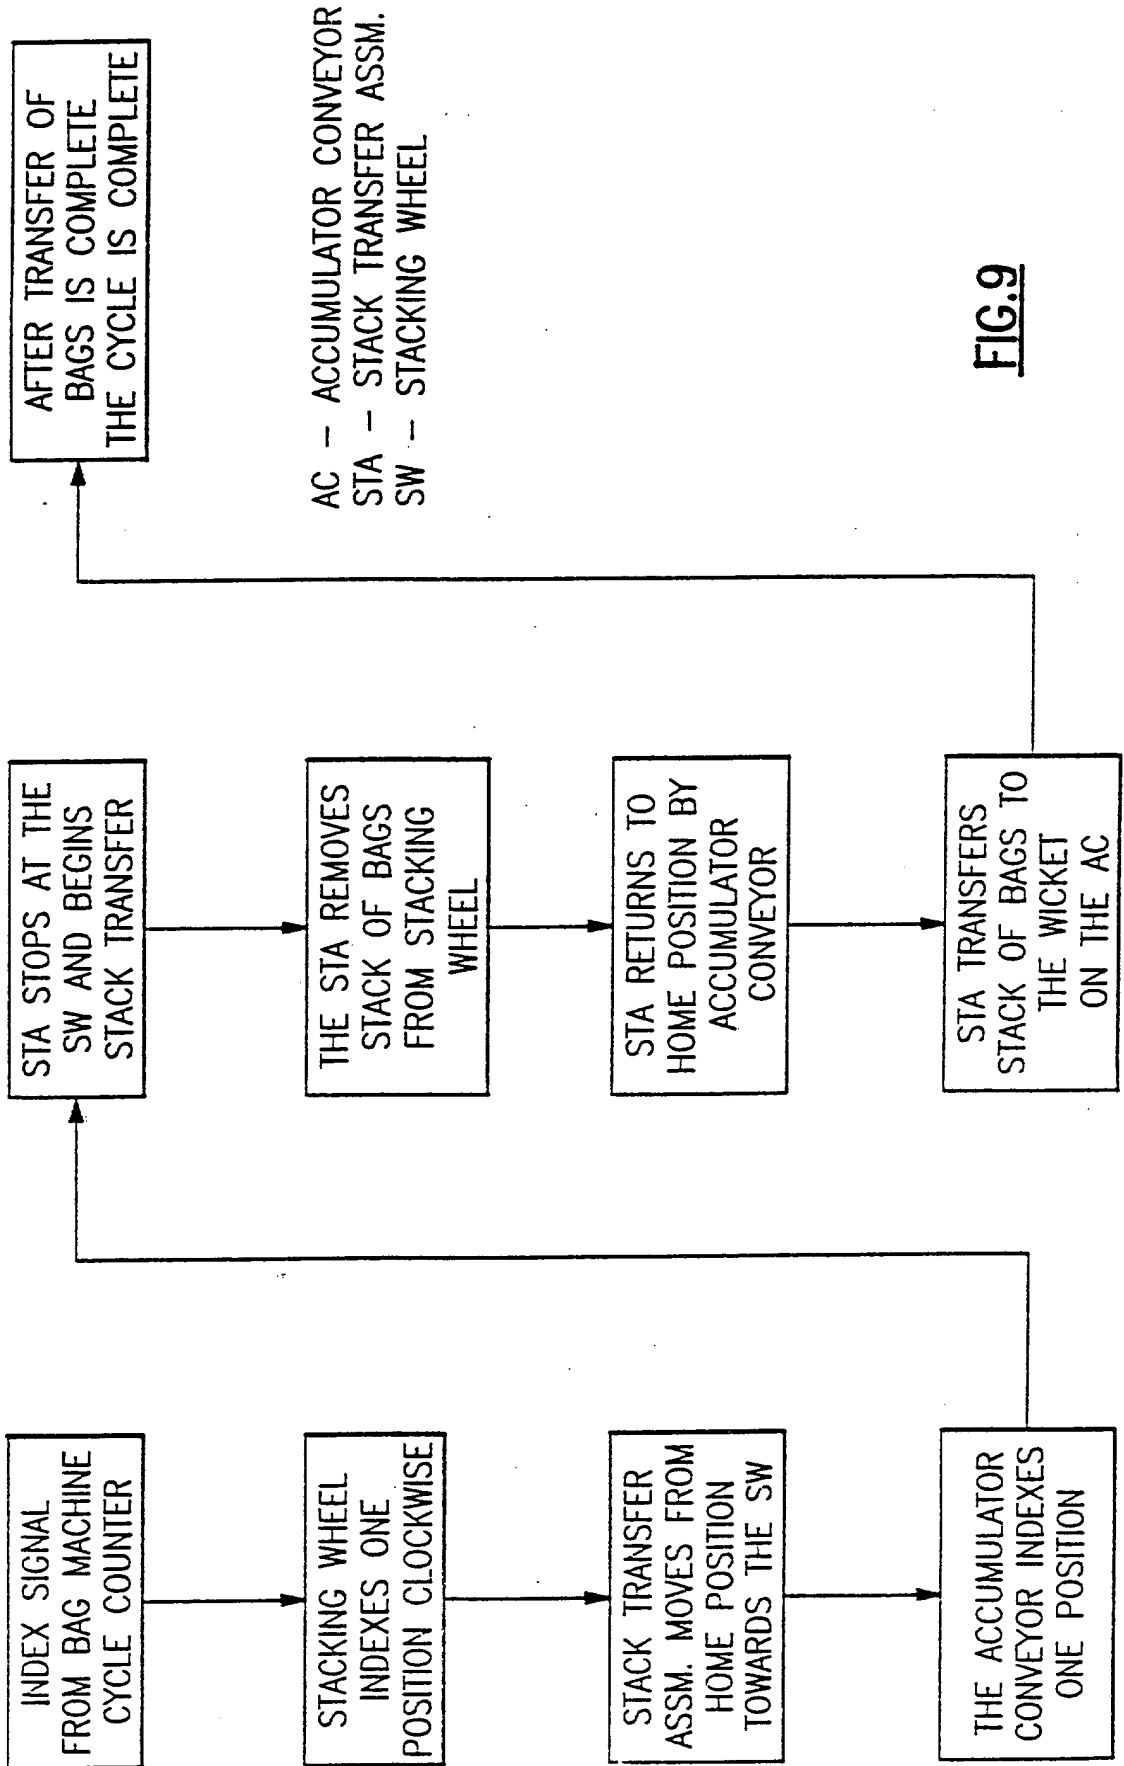 INDEX SIGNAL
FROM BAG MACHINE
CYCLE COUNTER
STACKING WHEEL
INDEXES ONE
POSITION CLOCKWISE
STACK TRANSFER
ASSM. MOVES FROM
HOME POSITION
TOWARDS THE SW
THE ACCUMULATOR
CONVEYOR INDEXES
ONE POSITION
STA STOPS AT THE
SW AND BEGINS
STACK TRANSFER
THE STA REMOVES
STACK OF BAGS
FROM STACKING
WHEEL
STA RETURNS TO
HOME POSITION BY
ACCUMULATOR
CONVEYOR
STA TRANSFERS
STACK OF BAGS TO
THE WICKET
ON THE AC
AFTER TRANSFER OF
BAGS IS COMPLETE
THE CYCLE IS COMPLETE
AC – ACCUMULATOR CONVEYOR
STA – STACK TRANSFER ASSM.
SW – STACKING WHEEL
FIG.9